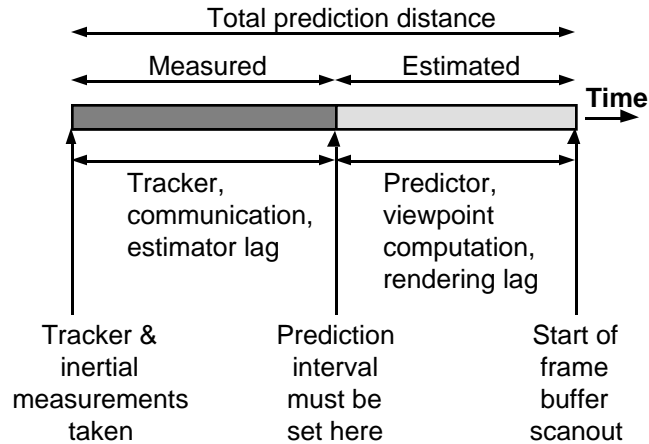 Total prediction distance
Measured
Estimated
Time
Tracker,
communication,
estimator lag
Predictor,
viewpoint
computation,
rendering lag
Tracker &
inertial
measurements
taken
Prediction
interval
must be
set here
Start of
frame
buffer
scanout